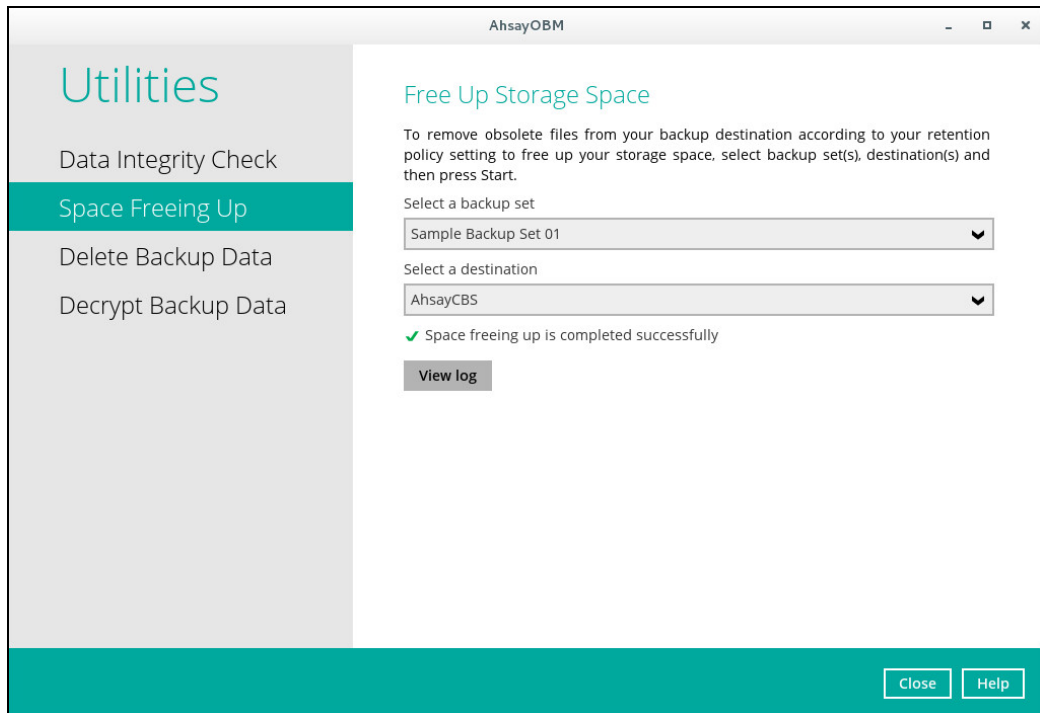 AhsayOBM
Utilities
Data Integrity Check
Space Freeing Up
Delete Backup Data
Decrypt Backup Data
Free Up Storage Space
To remove obsolete files from your backup destination according to your retention
policy setting to free up your storage space, select backup set(s), destination(s) and
then press Start.
Select a backup set
Sample Backup Set 01
Select a destination
AhsayCBS
Space freeing up is completed successfully
View log
Close Help